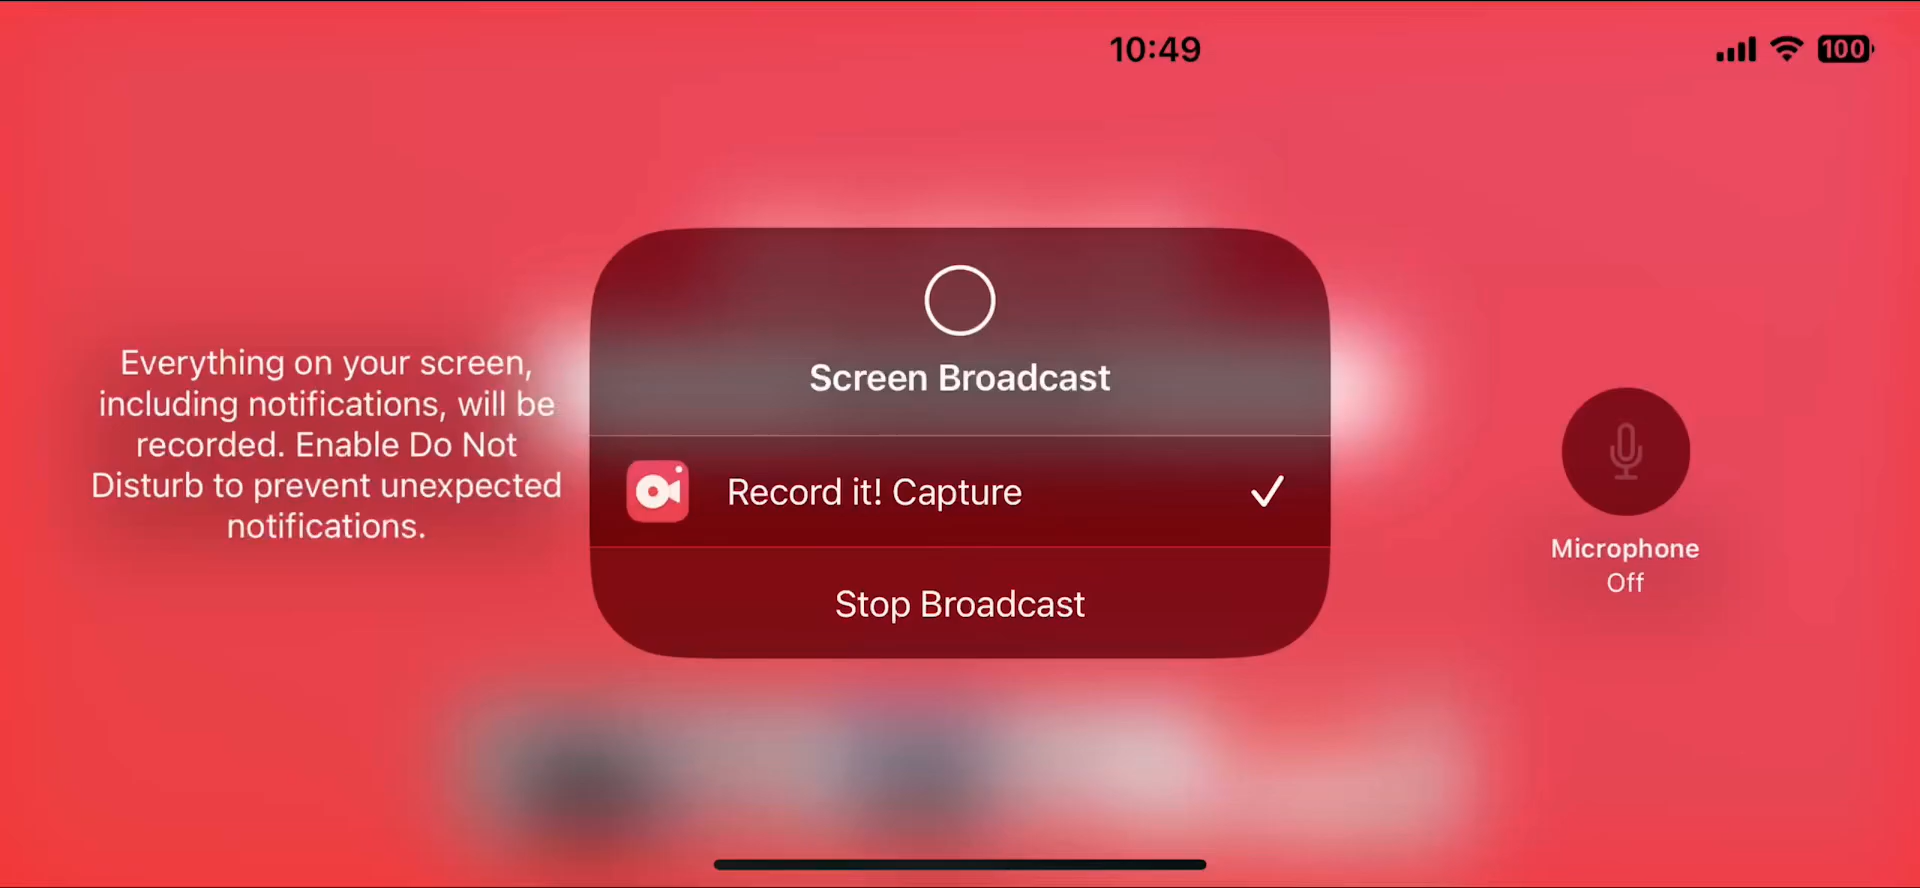 10:49
100
Everything on your screen,
including notifications, will be
recorded. Enable Do Not
Disturb to prevent unexpected
notifications.
Screen Broadcast
Record it! Capture
Stop Broadcast
Microphone
Off